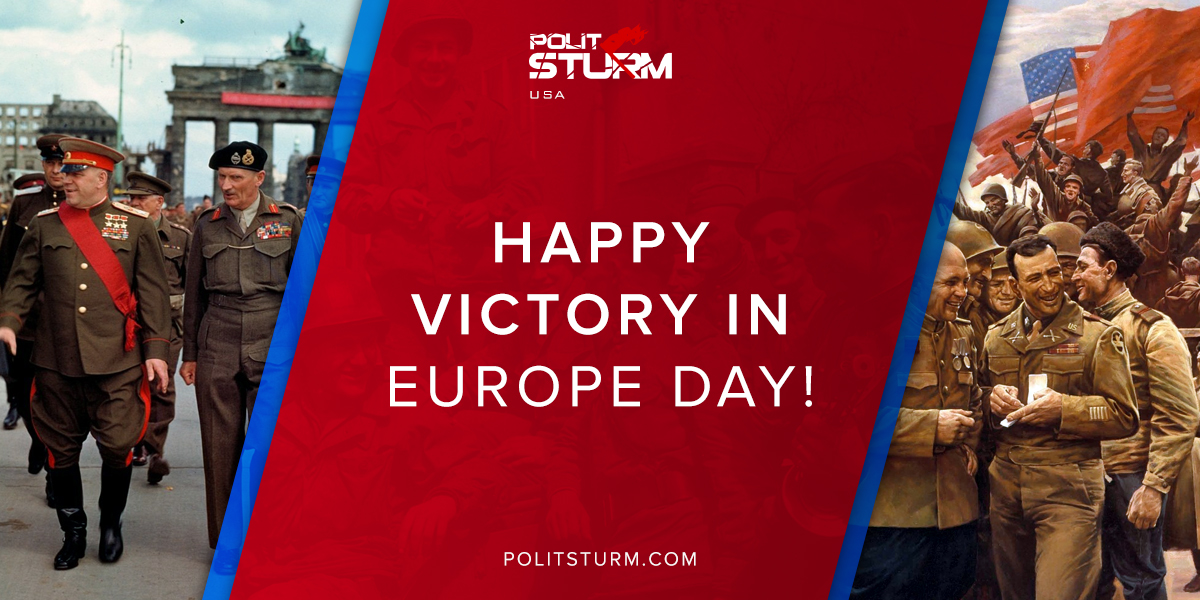 POLIT
STURM
USA
HAPPY
VICTORY IN
EUROPE DAY!
POLITSTURM.COM